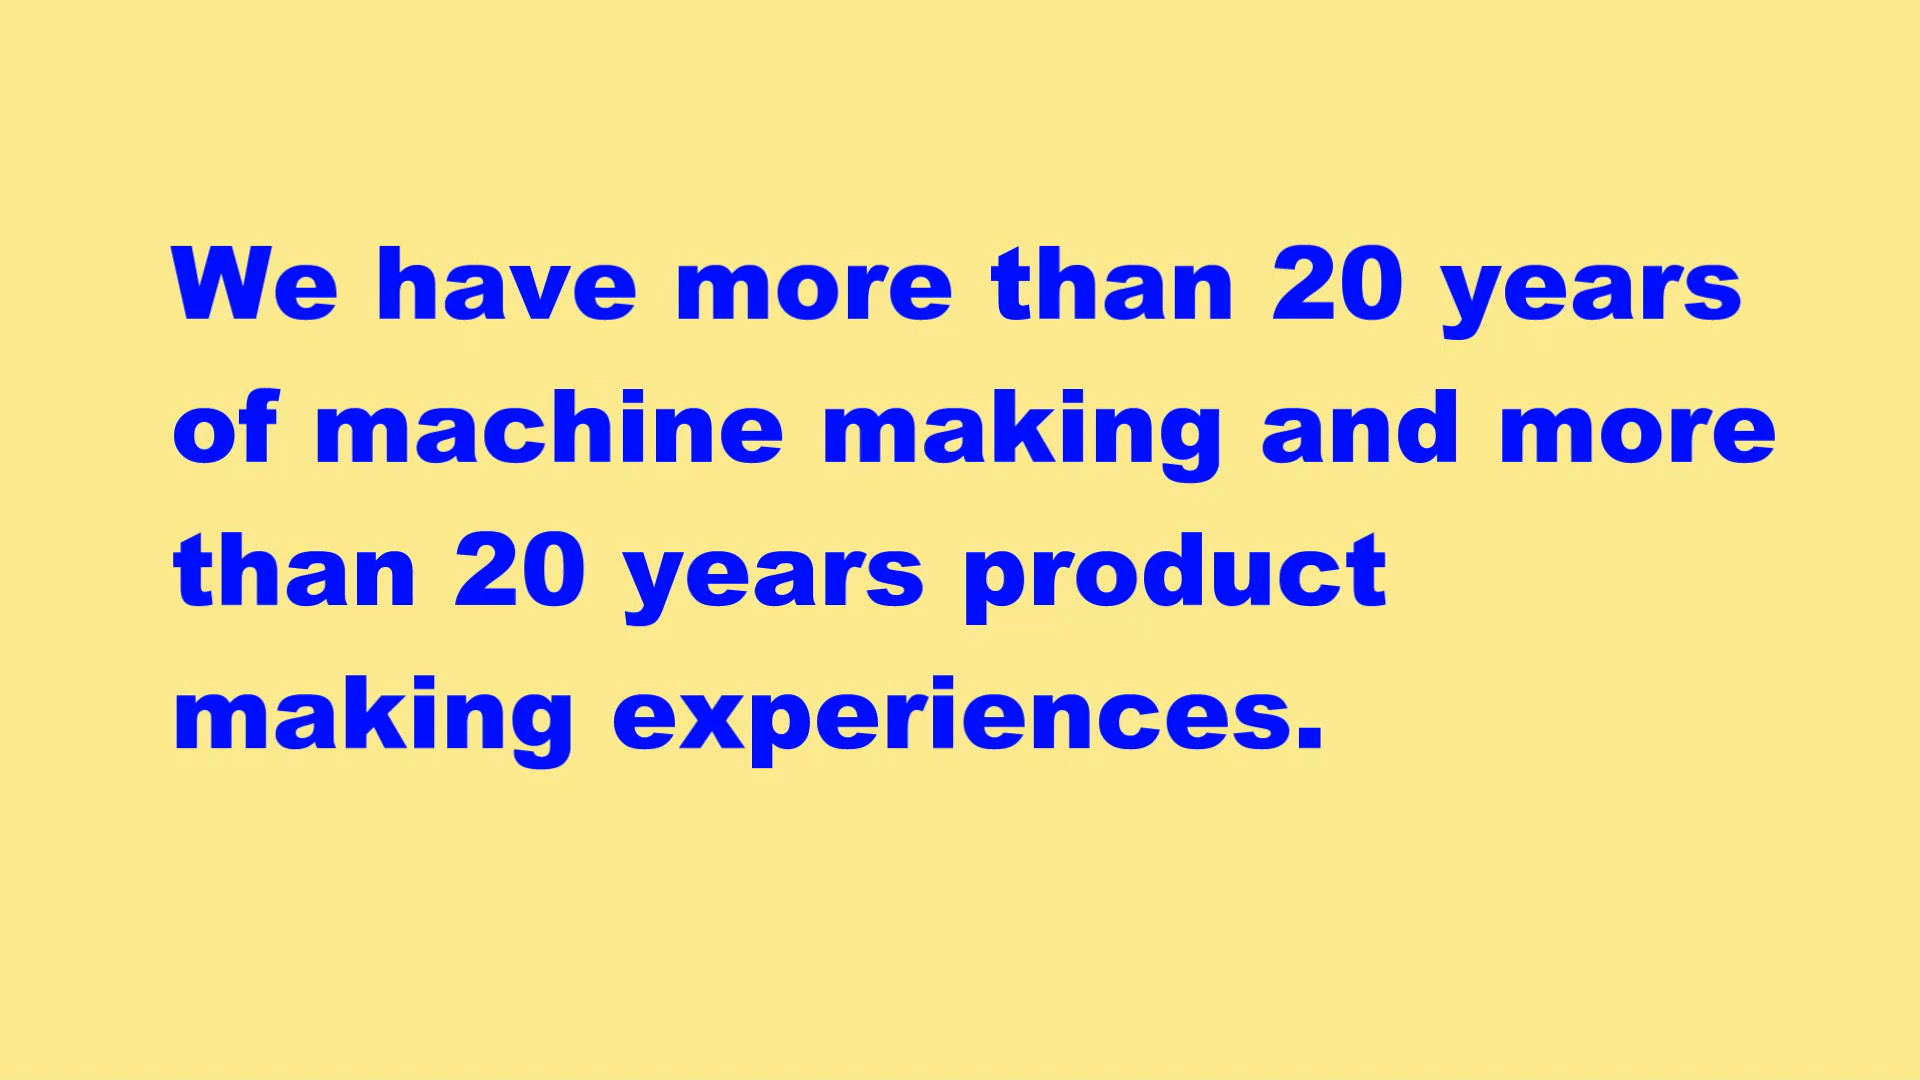 We have more than 20 years
of machine making and more
than 20 years product
making experiences.